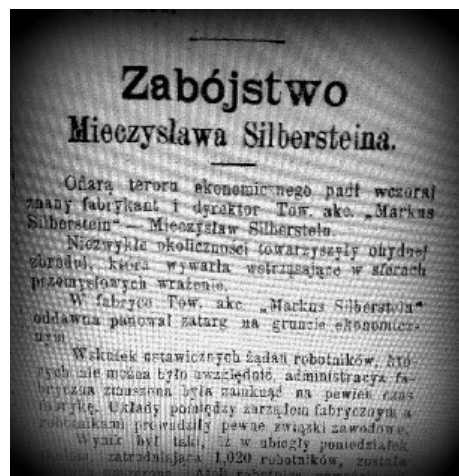 Zabójstwo
Mieczysława Silbersteina.
Ofiarą teroru ekonomicznego padł wczoraj
znany fabrykant i dyrektor Tow. akc. „Markus
Silberstein" — Mieczysław Silberstein.
Niezwykłe okoliczności towarzyszyły ohydnej
zbrodni, która wywarła wstrząsające w sferach
przemysłowych wrażenie.
W fabryce Tow. akc. „Markus Silberstein"
oddawna panował zatarg na gruncie ekonomicz-
nym.
Wskutek ustawicznych żądań robotników, któ-
rych nie można było uwzględnić, administracya fa-
bryczna zmuszona była zamknąć na pewien czas
fabrykę. Układy pomiędzy zarządem fabrycznym a
robotnikami prowadziły pewne związki zawodowe.
Wynik był taki, iż w ubiegły poniedziałek
zatrudniająca 1,020 robotników, została